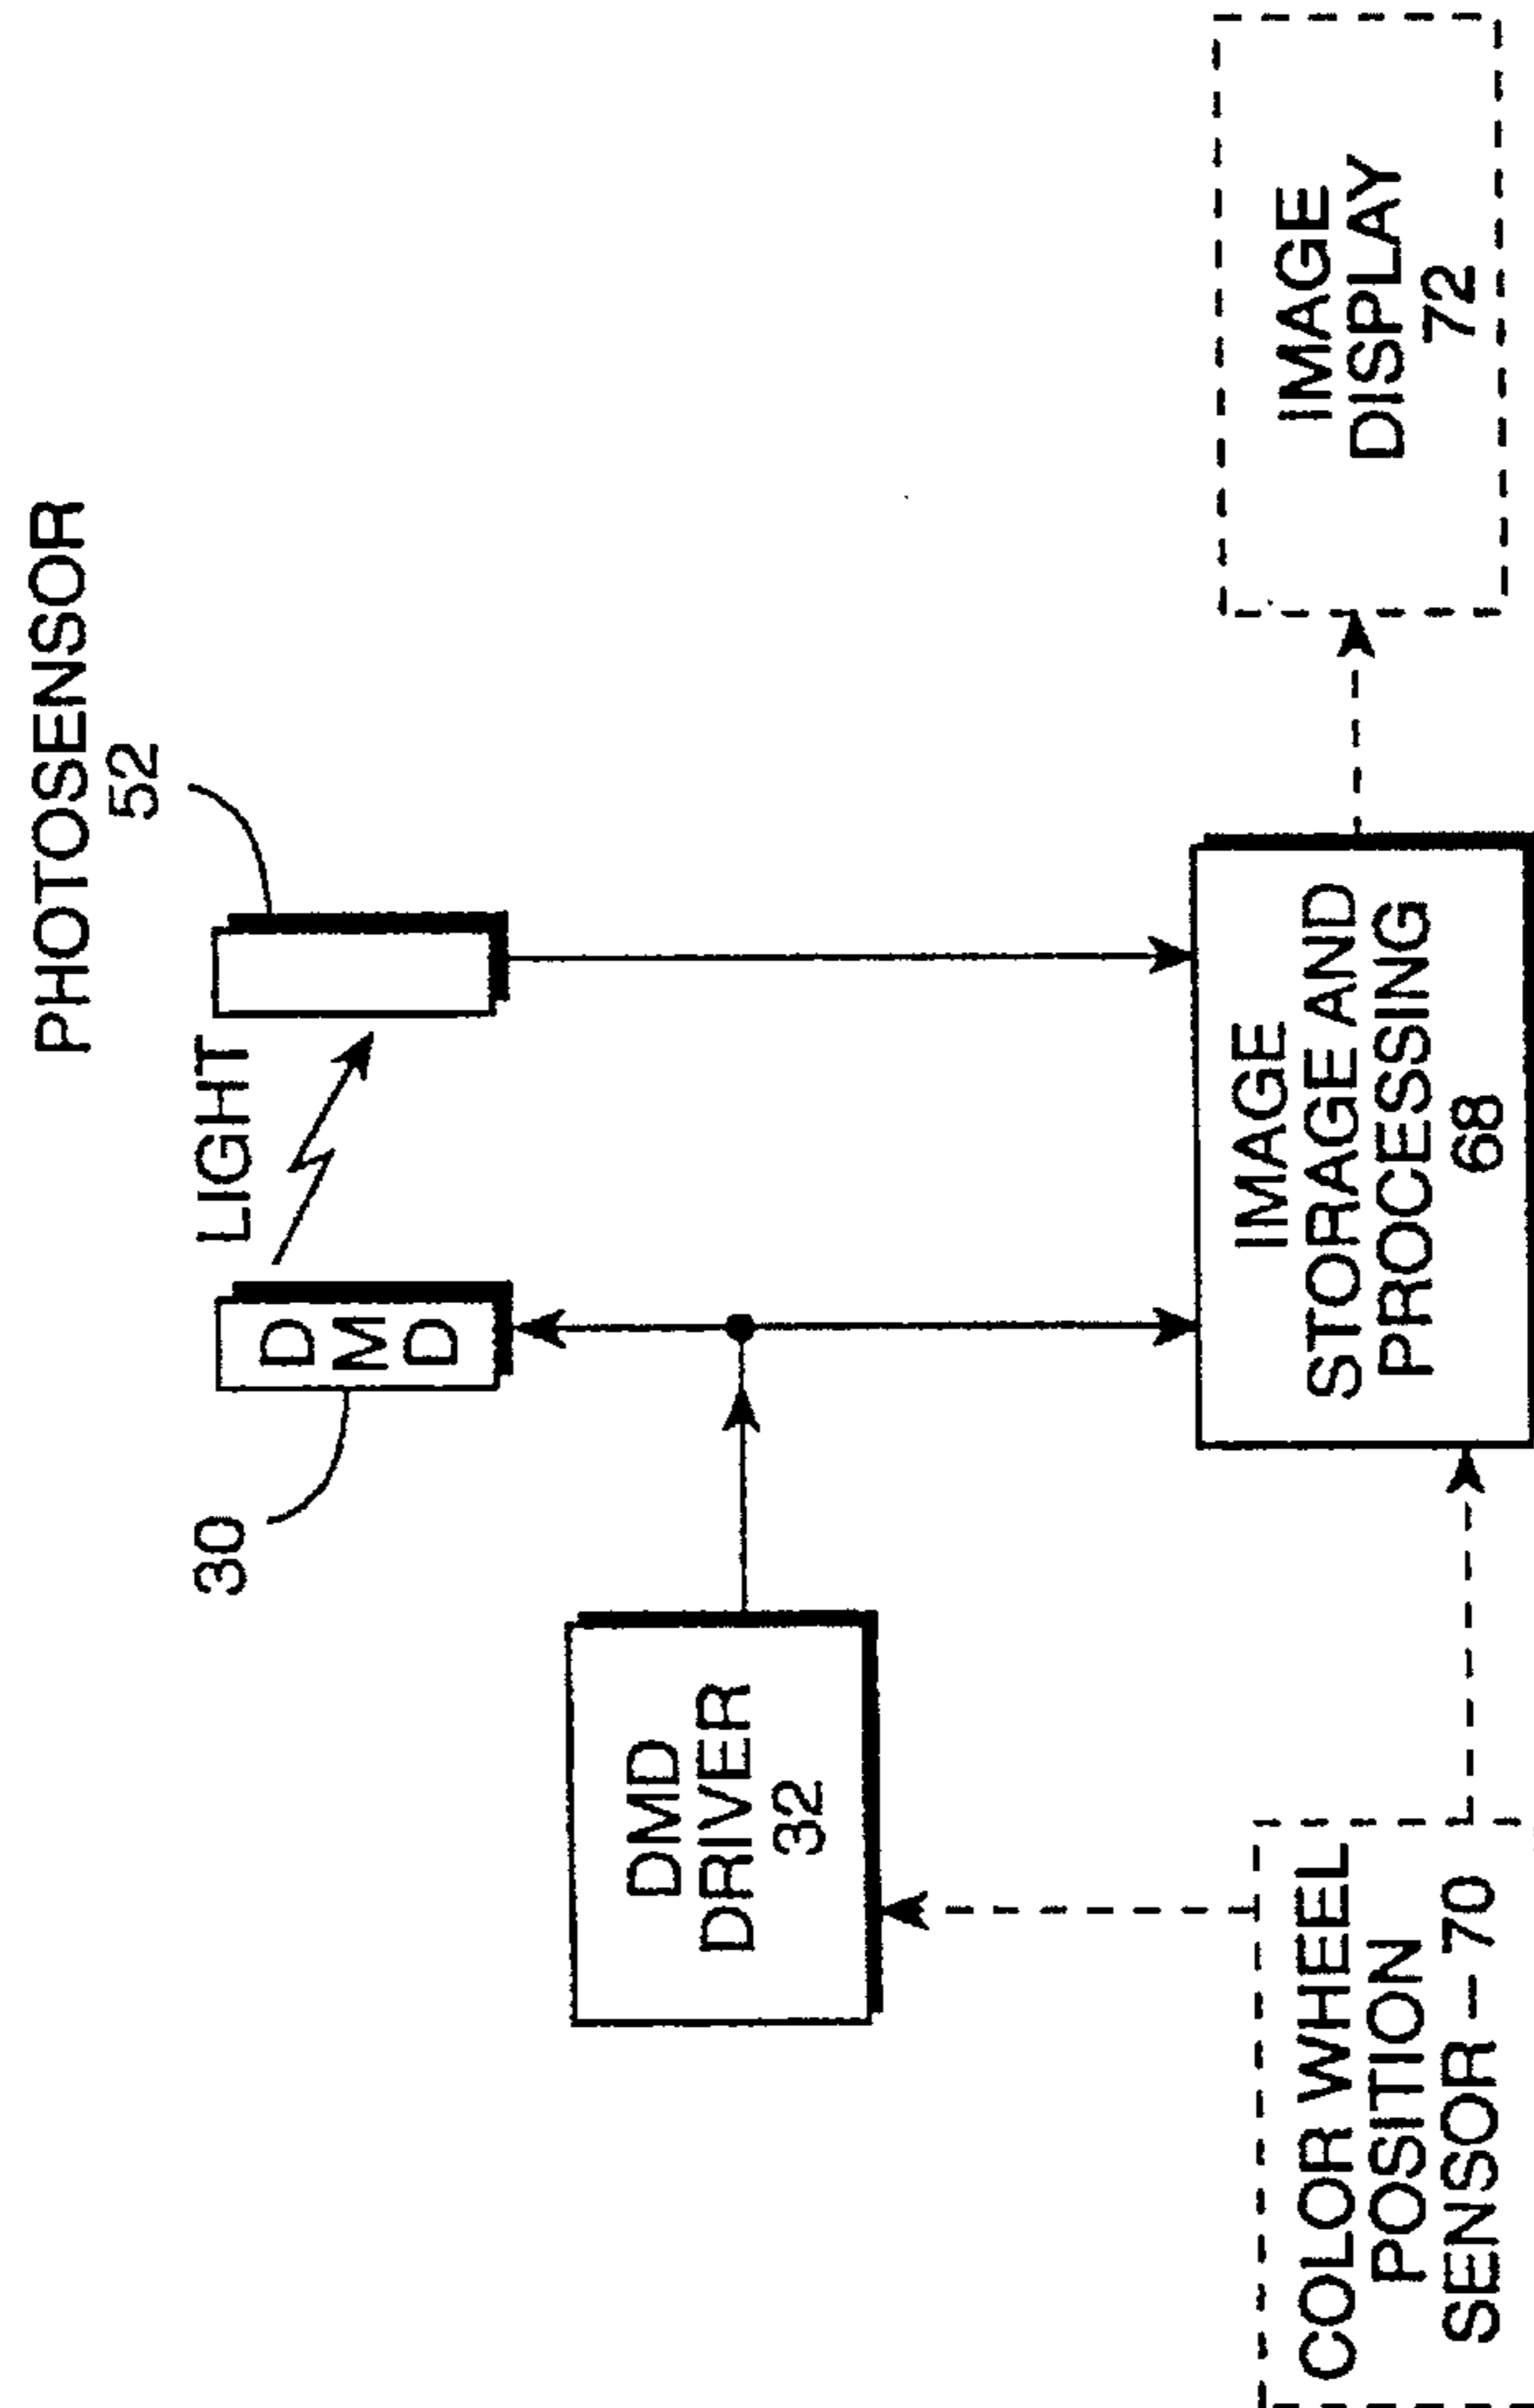 PHOTOSENSOR
52
LIGHT
30
D
M
D
DMD
DRIVER
32
COLOR WHEEL
POSITION
SENSOR - 70
IMAGE
STORAGE AND
PROCESSING
68
IMAGE
DISPLAY
72